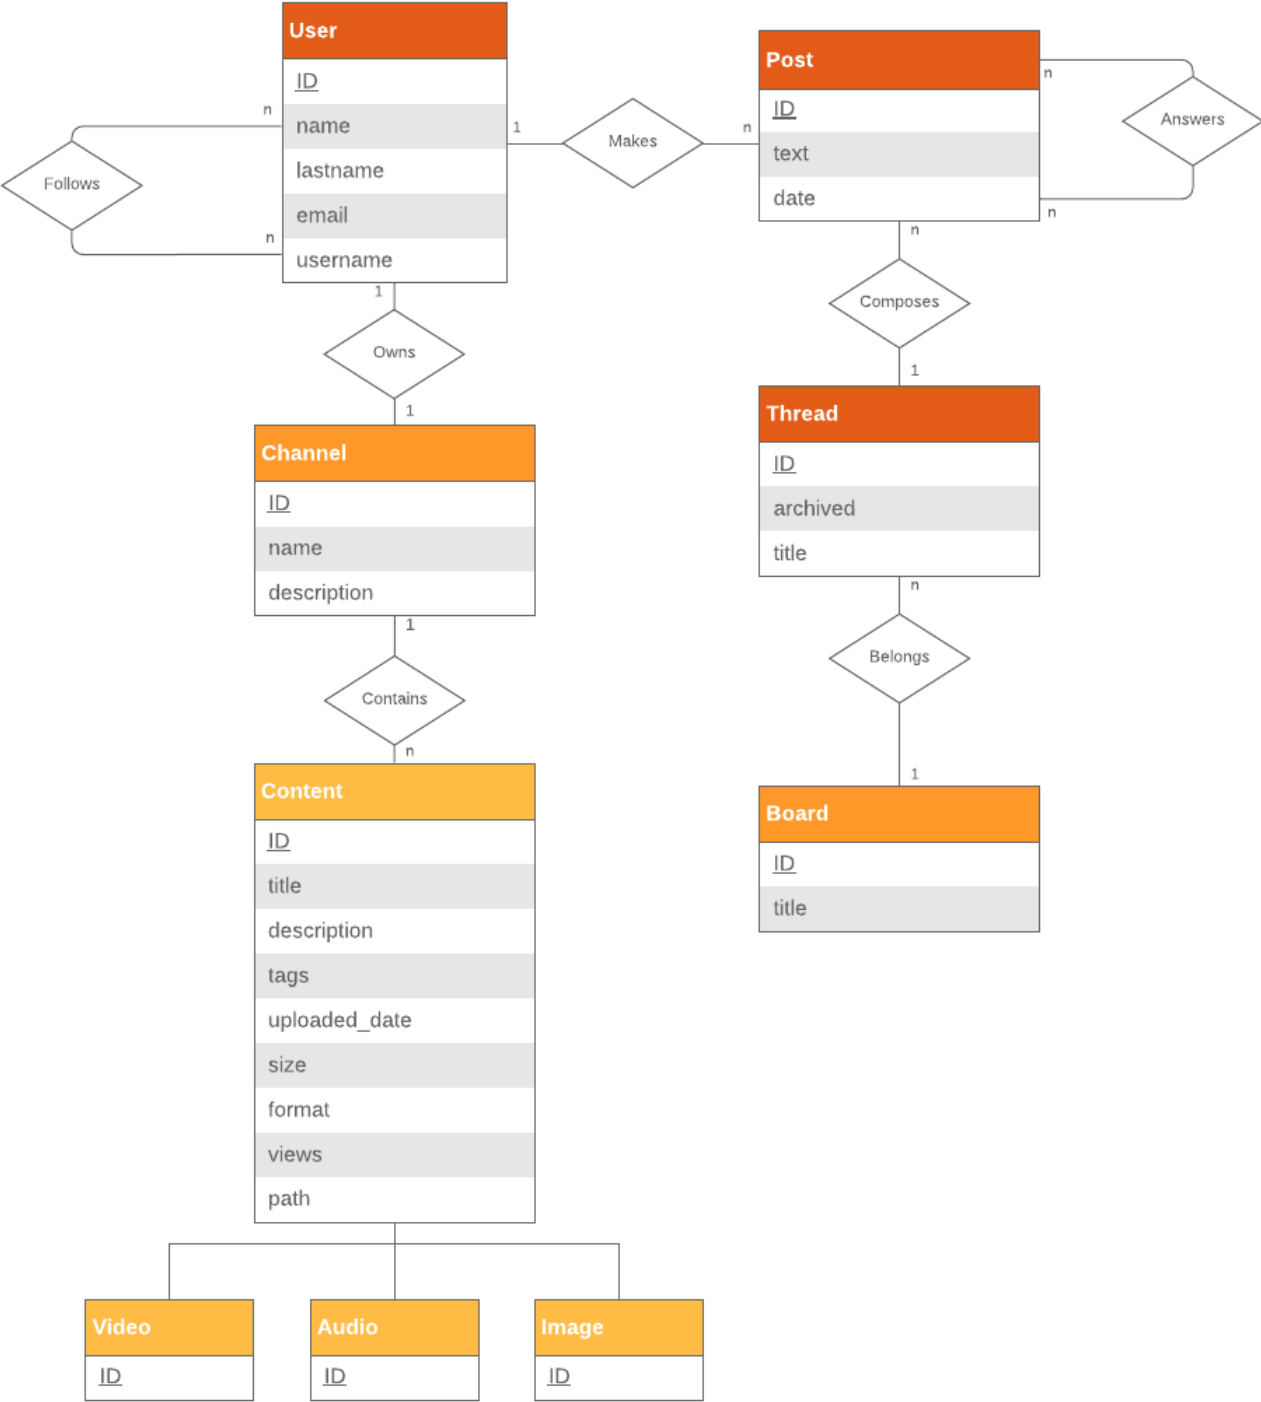 User
ID
name
lastname
email
username
n
Follows
n
1
Makes
n
Post
ID
text
date
n
Answers
n
1
Owns
1
Channel
ID
name
description
1
Contains
n
Content
ID
title
description
tags
uploaded_date
size
format
views
path
Video
ID
Audio
ID
Image
ID
n
Composes
1
Thread
ID
archived
title
n
Belongs
1
Board
ID
title